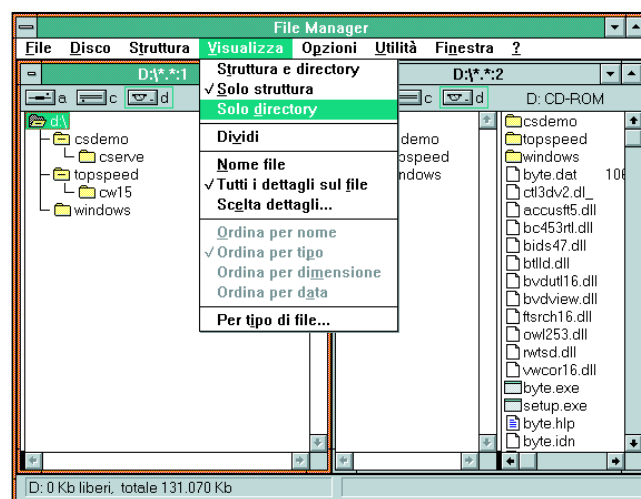 File Manager
File Disco Struttura Visualizza Opzioni Utilità Finestra ?
D:\*.*:1
a c d
d:\
csdemo
cserve
topspeed
cw15
windows
Struttura e directory
√ Solo struttura
Solo directory
Dividi
Nome file
√ Tutti i dettagli sul file
Scelta dettagli...
Ordina per nome
√ Ordina per tipo
Ordina per dimensione
Ordina per data
Per tipo di file...
D:\*.*:2
c d D: CD-ROM
demo
speed
ndows
csdemo
topspeed
windows
byte.dat 106
ctl3dv2.dl_
accusft5.dll
bc453rtl.dll
bids47.dll
btlld.dll
bvdutl16.dll
bvdview.dll
ftsrch16.dll
owl253.dll
rwtsd.dll
vwcor16.dll
byte.exe
setup.exe
byte.hlp
byte.idn
D: 0 Kb liberi, totale 131.070 Kb